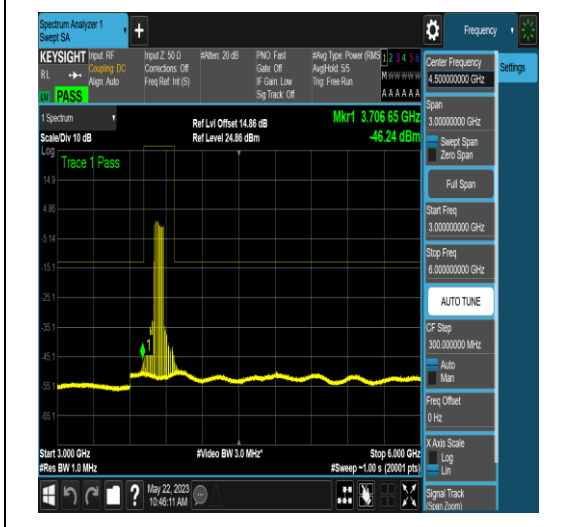 Spectrum Analyzer 1
Swept SA
+
Frequency
KEYSIGHT
RL
PASS
Input: RF
Coupling: DC
Align: Auto
Input Z: 50 Ω
Corrections: Off
Freq Ref: Int (S)
#Atten: 20 dB
PNO: Fast
Gate: Off
IF Gain: Low
Sig Track: Off
#Avg Type: Power (RMS
Avg|Hold: 5/5
Trig: Free Run
1 2 3 4 5 6
M W W W W W
A A A A A A
1 Spectrum
Scale/Div 10 dB
Ref Lvl Offset 14.86 dB
Ref Level 24.86 dBm
Mkr1 3.706 65 GHz
-46.24 dBm
Log
Trace 1 Pass
14.9
4.86
-5.14
-15.1
-25.1
-35.1
-45.1
-55.1
-65.1
1
Start 3.000 GHz
#Res BW 1.0 MHz
#Video BW 3.0 MHz*
Stop 6.000 GHz
#Sweep ~1.00 s (20001 pts)
?
May 22, 2023
10:46:11 AM
Center Frequency
4.500000000 GHz
Settings
Span
3.00000000 GHz
Swept Span
Zero Span
Full Span
Start Freq
3.000000000 GHz
Stop Freq
6.000000000 GHz
AUTO TUNE
CF Step
300.000000 MHz
Auto
Man
Freq Offset
0 Hz
X Axis Scale
Log
Lin
Signal Track
(Span Zoom)